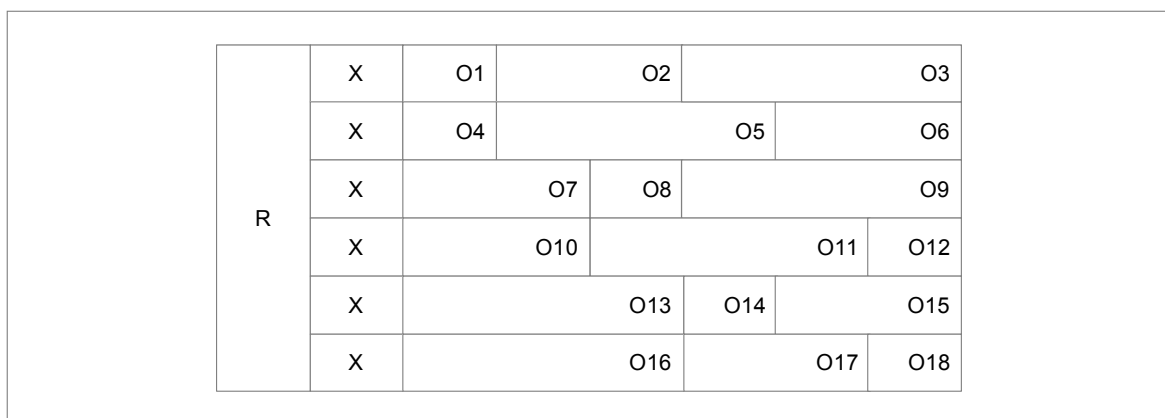 X O1 O2 O3
X O4 O5 O6
X O7 O8 O9
R
X O10 O11 O12
X O13 O14 O15
X O16 O17 O18